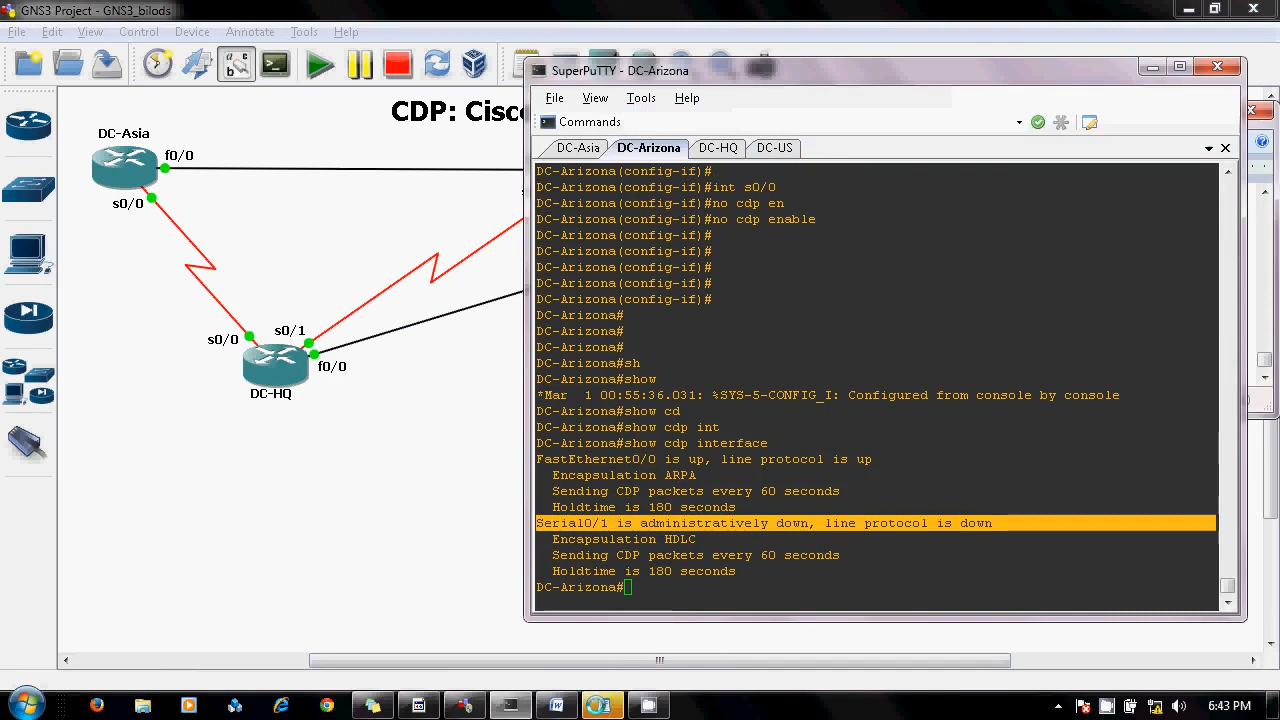 GNS3 Project - GNS3_bilods
File Edit View Control Device Annotate Tools Help
CDP: Cisc
DC-Asia
f0/0
s0/0
s0/1
s0/0
f0/0
DC-HQ
SuperPuTTY - DC-Arizona
File View Tools Help
Commands
DC-Asia DC-Arizona DC-HQ DC-US
DC-Arizona(config-if)#
DC-Arizona(config-if)#int s0/0
DC-Arizona(config-if)#no cdp en
DC-Arizona(config-if)#no cdp enable
DC-Arizona(config-if)#
DC-Arizona(config-if)#
DC-Arizona(config-if)#
DC-Arizona(config-if)#
DC-Arizona(config-if)#
DC-Arizona#
DC-Arizona#
DC-Arizona#
DC-Arizona#sh
DC-Arizona#show
*Mar  1 00:55:36.031: %SYS-5-CONFIG_I: Configured from console by console
DC-Arizona#show cd
DC-Arizona#show cdp int
DC-Arizona#show cdp interface
FastEthernet0/0 is up, line protocol is up
  Encapsulation ARPA
  Sending CDP packets every 60 seconds
  Holdtime is 180 seconds
Serial0/1 is administratively down, line protocol is down
  Encapsulation HDLC
  Sending CDP packets every 60 seconds
  Holdtime is 180 seconds
DC-Arizona#
6:43 PM